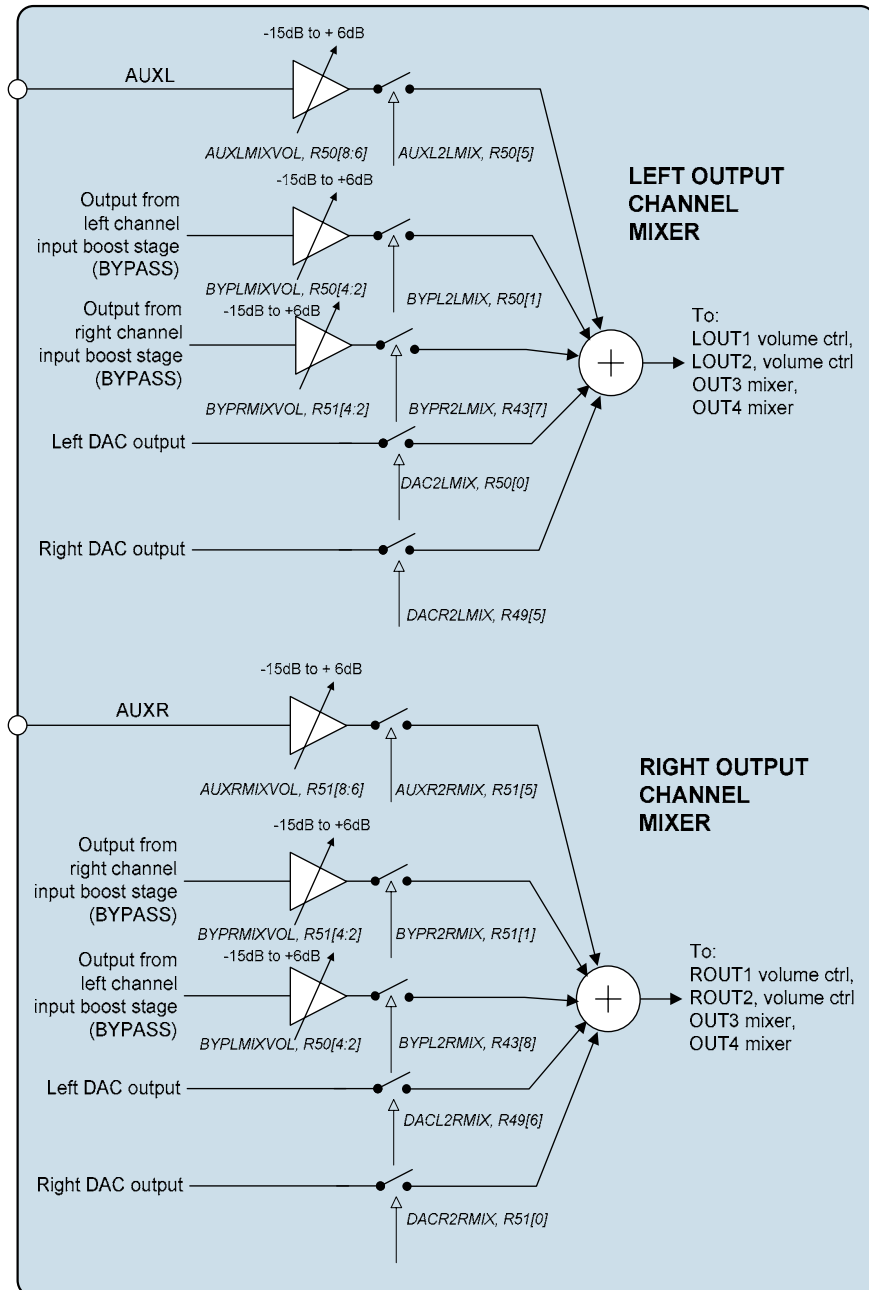 -15dB to + 6dB
AUXL
AUXLMIXVOL, R50[8:6]
AUXL2LMIX, R50[5]
LEFT OUTPUT
CHANNEL
MIXER
-15dB to +6dB
Output from
left channel
input boost stage
(BYPASS)
BYPLMIXVOL, R50[4:2]
BYPL2LMIX, R50[1]
-15dB to +6dB
Output from
right channel
input boost stage
(BYPASS)
BYPRMIXVOL, R51[4:2]
BYPR2LMIX, R43[7]
+
To:
LOUT1 volume ctrl,
LOUT2, volume ctrl
OUT3 mixer,
OUT4 mixer
Left DAC output
DAC2LMIX, R50[0]
Right DAC output
DACR2LMIX, R49[5]
-15dB to + 6dB
AUXR
AUXRMIXVOL, R51[8:6]
AUXR2RMIX, R51[5]
RIGHT OUTPUT
CHANNEL
MIXER
-15dB to +6dB
Output from
right channel
input boost stage
(BYPASS)
BYPRMIXVOL, R51[4:2]
BYPR2RMIX, R51[1]
-15dB to +6dB
Output from
left channel
input boost stage
(BYPASS)
BYPLMIXVOL, R50[4:2]
BYPL2RMIX, R43[8]
+
To:
ROUT1 volume ctrl,
ROUT2, volume ctrl
OUT3 mixer,
OUT4 mixer
Left DAC output
DACL2RMIX, R49[6]
Right DAC output
DACR2RMIX, R51[0]